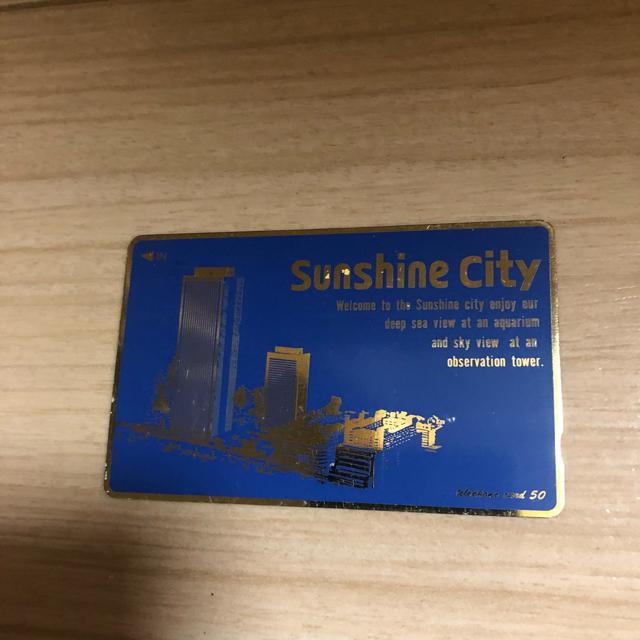 ◀IN
Sunshine City
Welcome to the Sunshine city enjoy our
deep sea view at an aquarium
and sky view at an
observation tower.
telephone card 50